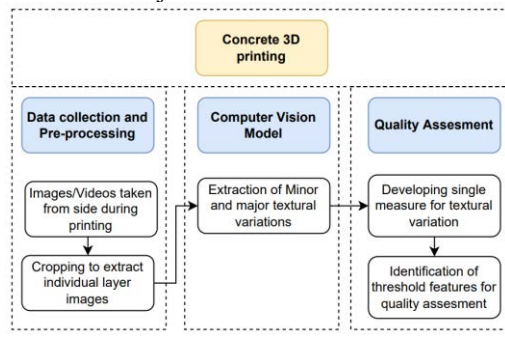 Concrete 3D
printing
Data collection and
Pre-processing
Images/Videos taken
from side during
printing
Cropping to extract
individual layer
images
Computer Vision
Model
Extraction of Minor
and major textural
variations
Quality Assesment
Developing single
measure for textural
variation
Identification of
threshold features for
quality assesment